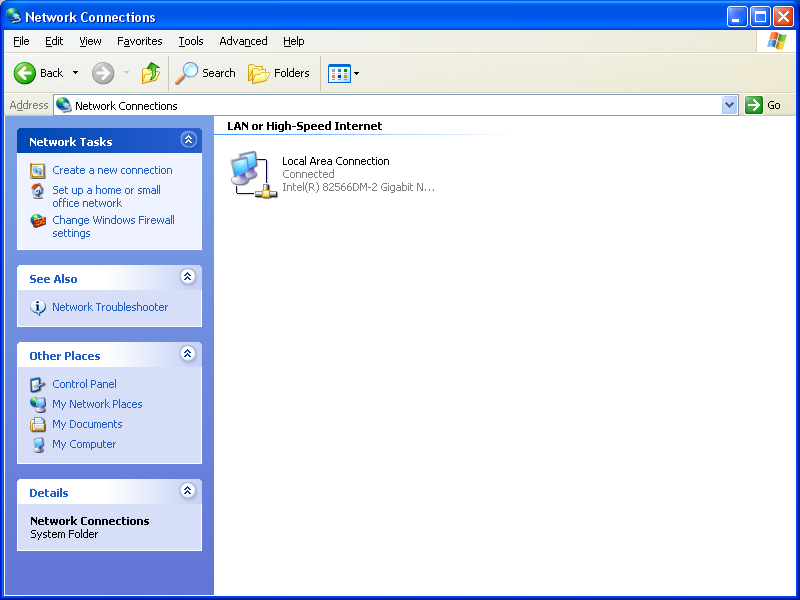 Network Connections
File Edit View Favorites Tools Advanced Help
Back Search Folders
Address Network Connections Go
Network Tasks
Create a new connection
Set up a home or small
office network
Change Windows Firewall
settings
See Also
Network Troubleshooter
Other Places
Control Panel
My Network Places
My Documents
My Computer
Details
Network Connections
System Folder
LAN or High-Speed Internet
Local Area Connection
Connected
Intel(R) 82566DM-2 Gigabit N...